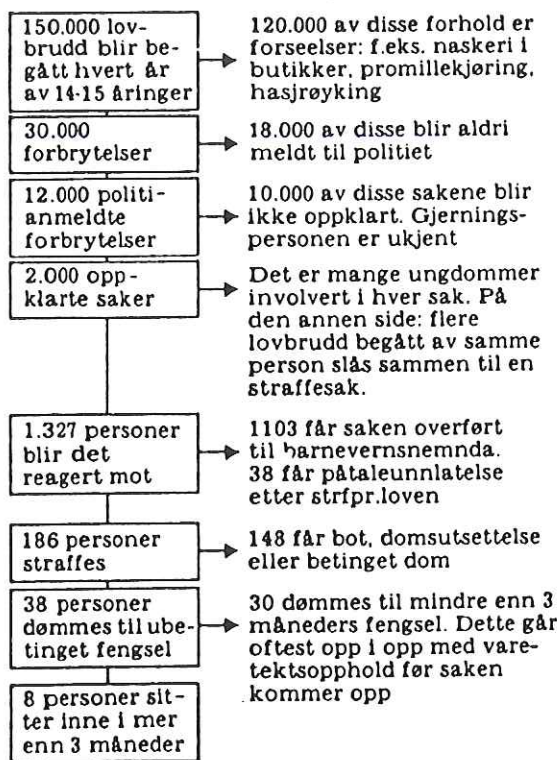 150.000 lov-
brudd blir be-
gått hvert år
av 14-15 åringer
120.000 av disse forhold er
forseelser: f.eks. naskeri i
butikker, promillekjøring,
hasjrøyking
30.000
forbrytelser
18.000 av disse blir aldri
meldt til politiet
12.000 politi-
anmeldte
forbrytelser
10.000 av disse sakene blir
ikke oppklart. Gjernings-
personen er ukjent
2.000 opp-
klarte saker
Det er mange ungdommer
involvert i hver sak. På
den annen side: flere
lovbrudd begått av samme
person slås sammen til en
straffesak.
1.327 personer
blir det
reagert mot
1103 får saken overført
til barnevernsnemnda.
38 får påtaleunnlatelse
etter strfpr.loven
186 personer
straffes
148 får bot, domsutsettelse
eller betinget dom
38 personer
dømmes til ube-
tinget fengsel
30 dømmes til mindre enn 3
måneders fengsel. Dette går
oftest opp i opp med vare-
tektsopphold før saken
kommer opp
8 personer sit-
ter inne i mer
enn 3 måneder